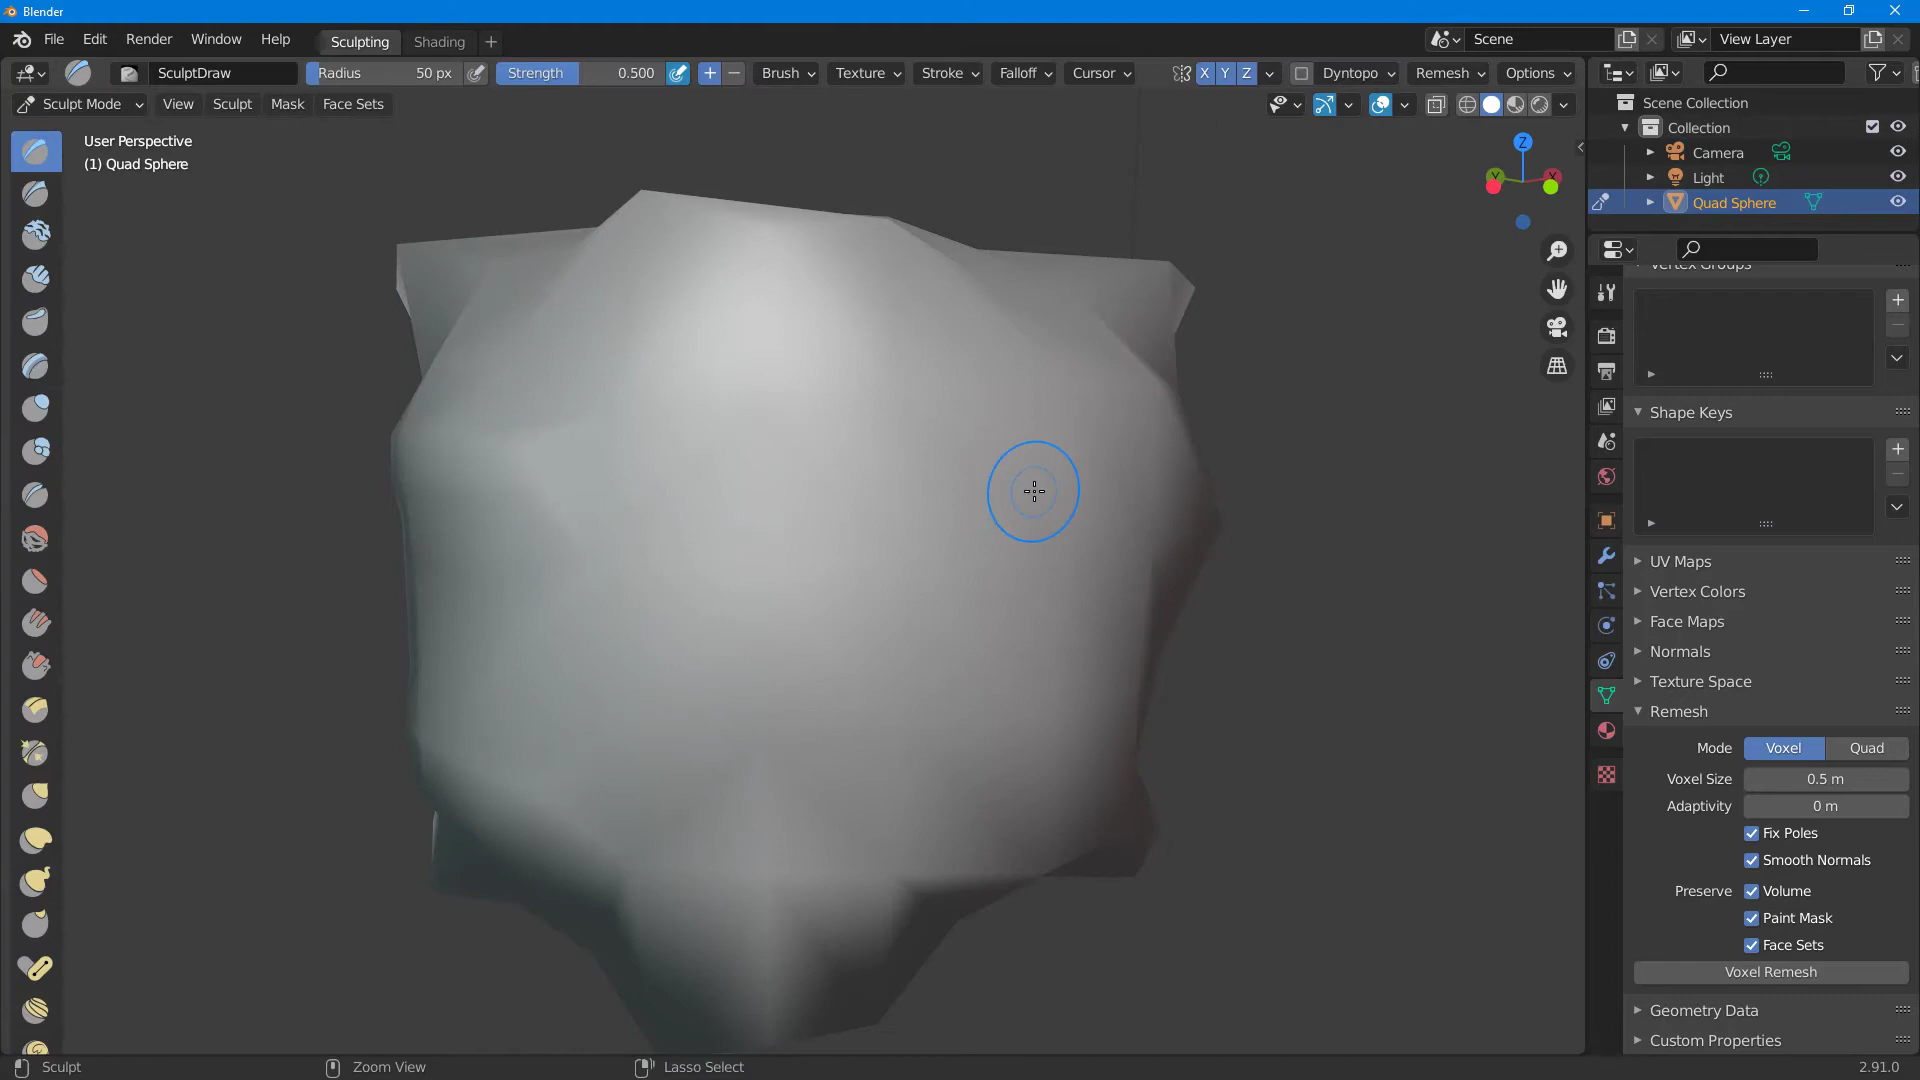 Blender
File Edit Render Window Help Sculpting Shading + Scene View Layer
SculptDraw Radius 50 px Strength 0.500 Brush Texture Stroke Falloff Cursor X Y Z Dyntopo Remesh Options
Sculpt Mode View Sculpt Mask Face Sets
User Perspective
(1) Quad Sphere
Z
Y
Scene Collection
Collection
Camera
Light
Quad Sphere
Vertex Groups
Shape Keys
UV Maps
Vertex Colors
Face Maps
Normals
Texture Space
Remesh
Mode Voxel Quad
Voxel Size 0.5 m
Adaptivity 0 m
Fix Poles
Smooth Normals
Preserve Volume
Paint Mask
Face Sets
Voxel Remesh
Geometry Data
Custom Properties
Sculpt Zoom View Lasso Select 2.91.0